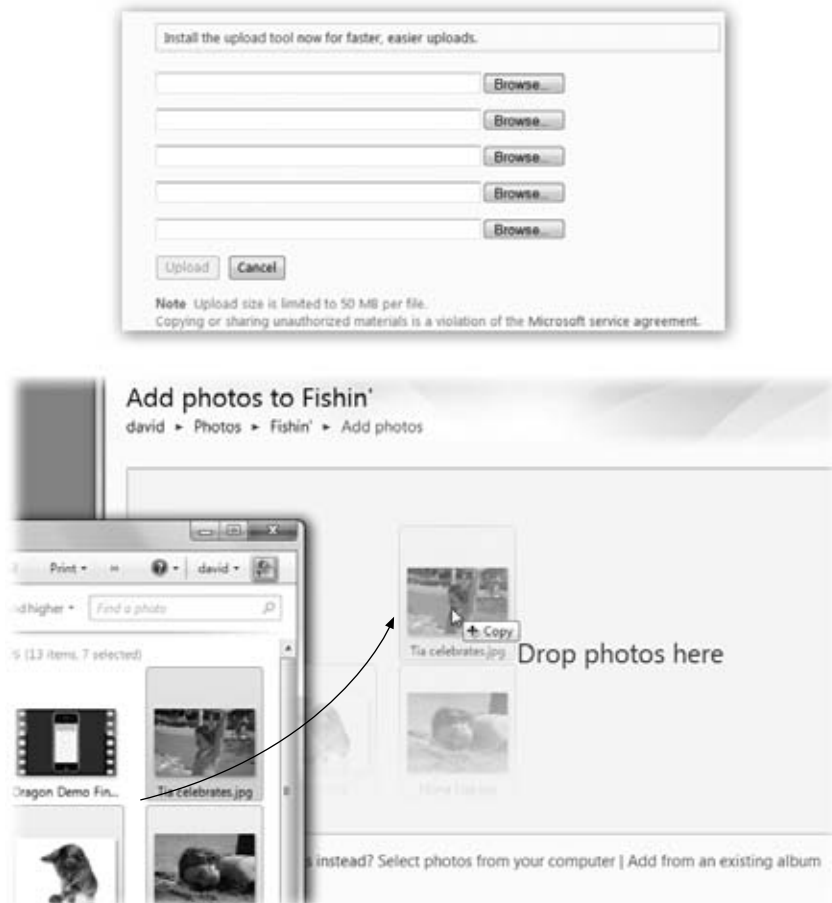 Install the upload tool now for faster, easier uploads.
Browse...
Browse...
Browse...
Browse...
Browse...
Upload Cancel
Note Upload size is limited to 50 MB per file.
Copying or sharing unauthorized materials is a violation of the Microsoft service agreement.
Add photos to Fishin'
david ▸ Photos ▸ Fishin' ▸ Add photos
Print
david
higher
Find a photo
(13 items, 7 selected)
Copy
Tia celebrates.jpg
Drop photos here
Dragon Demo Fin...
Tia celebrates.jpg
instead? Select photos from your computer | Add from an existing album